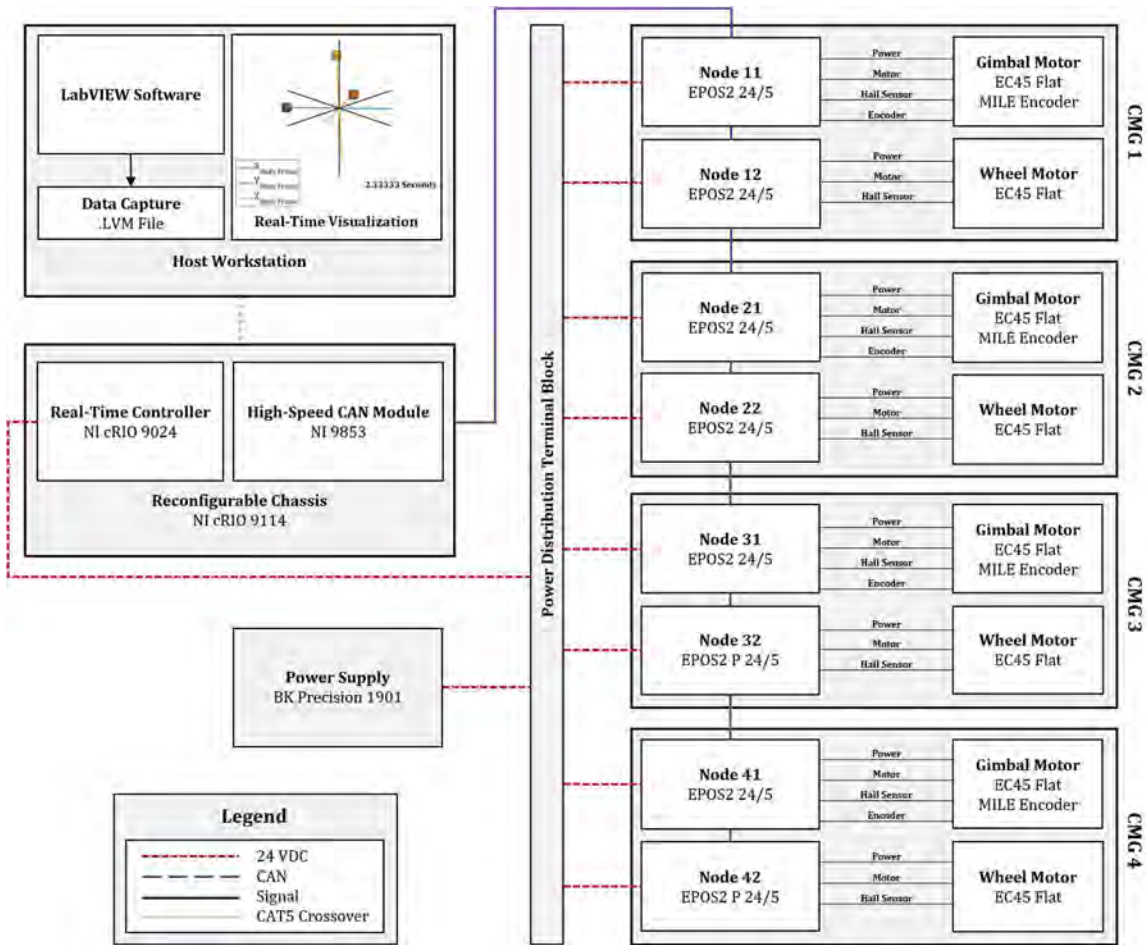 LabVIEW Software
Data Capture
.LVM File
2.33333 Seconds
Real-Time Visualization
Host Workstation
Real-Time Controller
NI cRIO 9024
High-Speed CAN Module
NI 9853
Reconfigurable Chassis
NI cRIO 9114
Power Supply
BK Precision 1901
Legend
24 VDC
CAN
Signal
CAT5 Crossover
Power Distribution Terminal Block
Node 11
EPOS2 24/5
Power
Motor
Hall Sensor
Encoder
Gimbal Motor
EC45 Flat
MILE Encoder
Node 12
EPOS2 24/5
Power
Motor
Hall Sensor
Wheel Motor
EC45 Flat
CMG 1
Node 21
EPOS2 24/5
Power
Motor
Hall Sensor
Encoder
Gimbal Motor
EC45 Flat
MILE Encoder
Node 22
EPOS2 24/5
Power
Motor
Hall Sensor
Wheel Motor
EC45 Flat
CMG 2
Node 31
EPOS2 24/5
Power
Motor
Hall Sensor
Encoder
Gimbal Motor
EC45 Flat
MILE Encoder
Node 32
EPOS2 P 24/5
Power
Motor
Hall Sensor
Wheel Motor
EC45 Flat
CMG 3
Node 41
EPOS2 24/5
Power
Motor
Hall Sensor
Encoder
Gimbal Motor
EC45 Flat
MILE Encoder
Node 42
EPOS2 P 24/5
Power
Motor
Hall Sensor
Wheel Motor
EC45 Flat
CMG 4